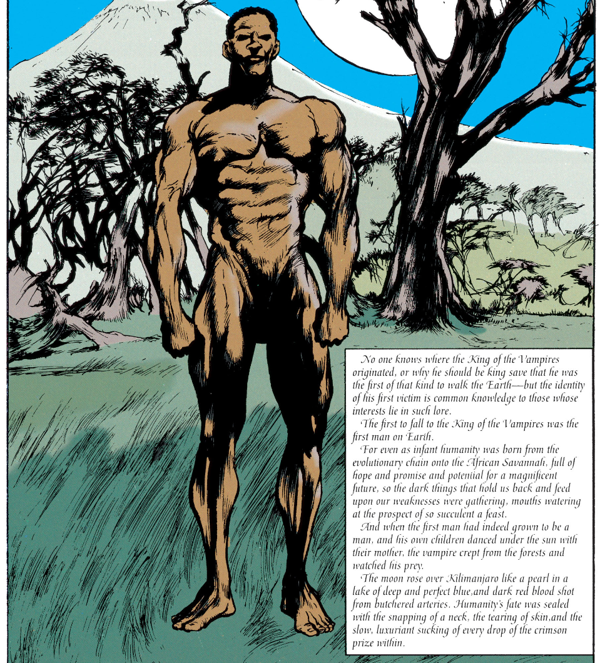 No one knows where the King of the Vampires
originated, or why he should be king save that he was
the first of that kind to walk the Earth—but the identity
of his first victim is common knowledge to those whose
interests lie in such lore.
The first to fall to the King of the Vampires was the
first man on Earth.
For even as infant humanity was born from the
evolutionary chain onto the African Savannah, full of
hope and promise and potential for a magnificent
future, so the dark things that hold us back and feed
upon our weaknesses were gathering, mouths watering
at the prospect of so succulent a feast.
And when the first man had indeed grown to be a
man, and his own children danced under the sun with
their mother, the vampire crept from the forests and
watched his prey.
The moon rose over Kilimanjaro like a pearl in a
lake of deep and perfect blue,and dark red blood shot
from butchered arteries. Humanity's fate was sealed
with the snapping of a neck, the tearing of skin,and the
slow, luxuriant sucking of every drop of the crimson
prize within.